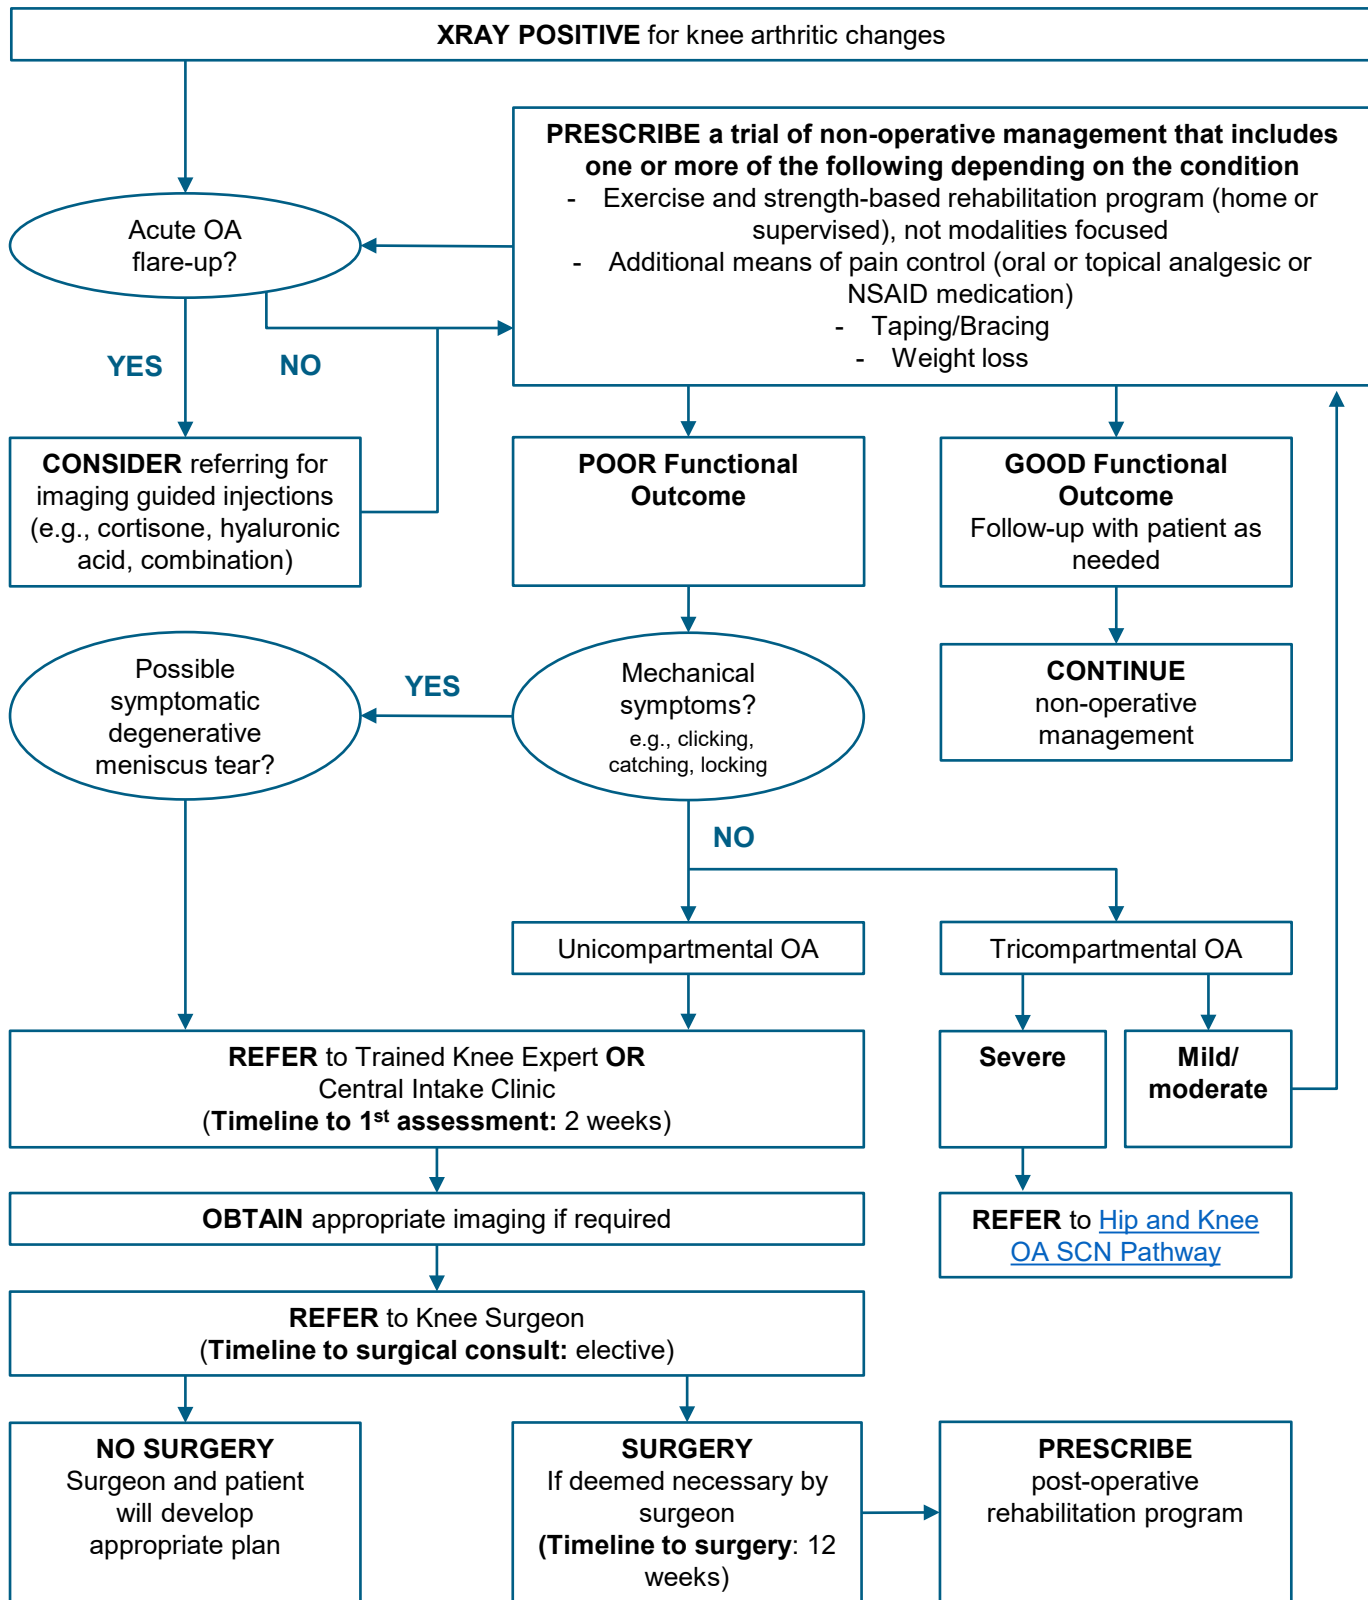 XRAY POSITIVE for knee arthritic changes
PRESCRIBE a trial of non-operative management that includes
one or more of the following depending on the condition
- Exercise and strength-based rehabilitation program (home or
supervised), not modalities focused
- Additional means of pain control (oral or topical analgesic or
NSAID medication)
- Taping/Bracing
- Weight loss
Acute OA
flare-up?
YES
NO
CONSIDER referring for
imaging guided injections
(e.g., cortisone, hyaluronic
acid, combination)
POOR Functional
Outcome
GOOD Functional
Outcome
Follow-up with patient as
needed
Possible
symptomatic
degenerative
meniscus tear?
YES
Mechanical
symptoms?
e.g., clicking,
catching, locking
CONTINUE
non-operative
management
NO
Unicompartmental OA
Tricompartmental OA
REFER to Trained Knee Expert OR
Central Intake Clinic
(Timeline to 1st assessment: 2 weeks)
Severe
Mild/
moderate
OBTAIN appropriate imaging if required
REFER to Hip and Knee
OA SCN Pathway
REFER to Knee Surgeon
(Timeline to surgical consult: elective)
NO SURGERY
Surgeon and patient
will develop
appropriate plan
SURGERY
If deemed necessary by
surgeon
(Timeline to surgery: 12
weeks)
PRESCRIBE
post-operative
rehabilitation program